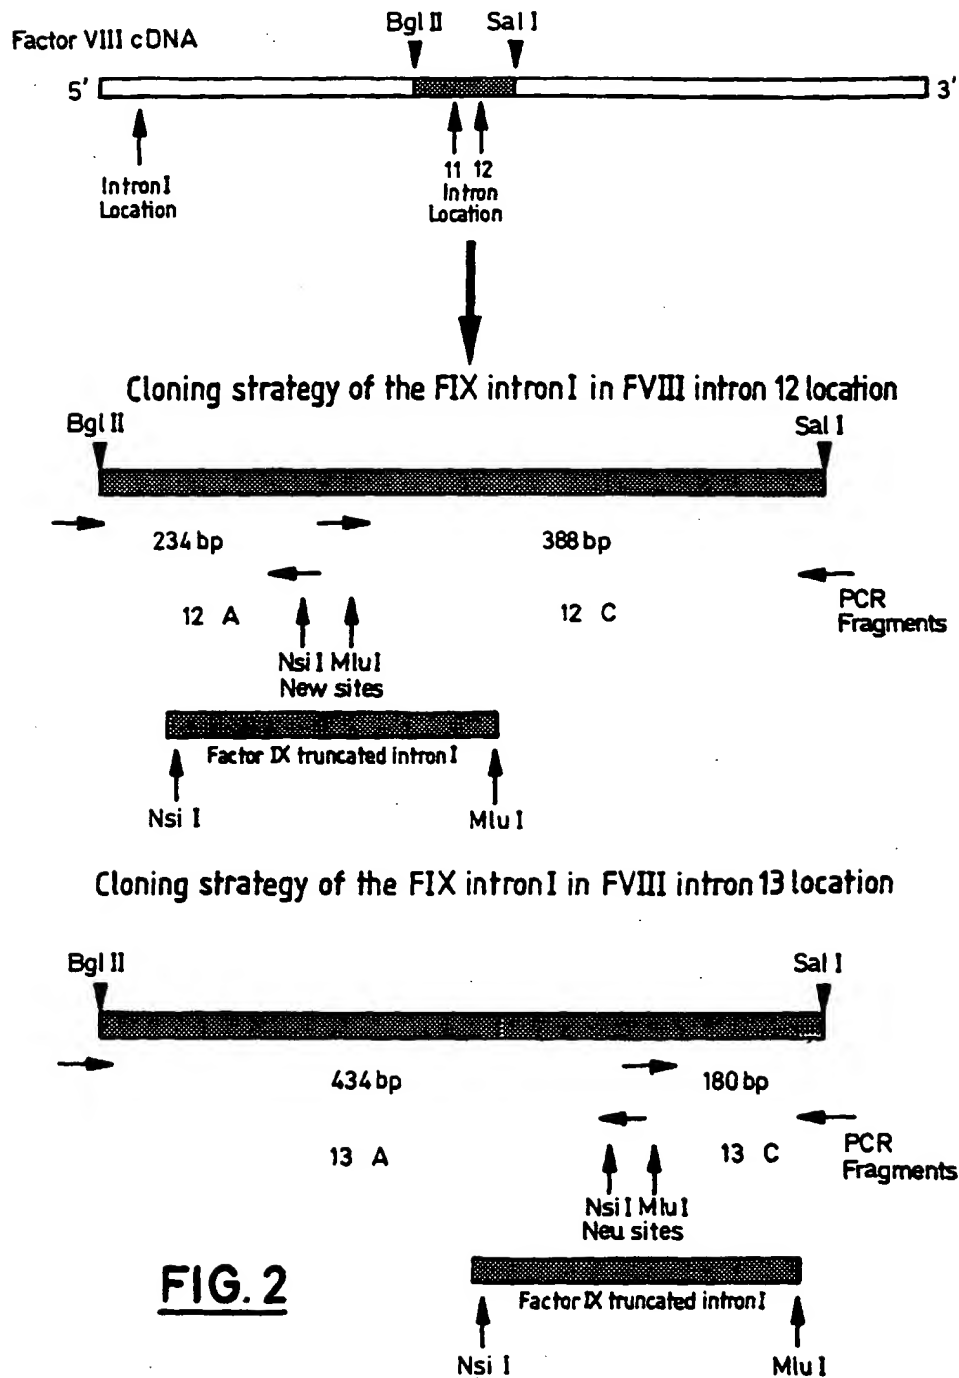 Bgl II Sal I
Factor VIII cDNA
5' 3'
11 12
Intron I
Location
Intron
Location
Cloning strategy of the FIX intron I in FVIII intron 12 location
Bgl II Sal I
234 bp 388 bp
12 A 12 C
PCR
Fragments
Nsi I Mlu I
New sites
Factor IX truncated intron I
Nsi I Mlu I
Cloning strategy of the FIX intron I in FVIII intron 13 location
Bgl II Sal I
434 bp 180 bp
13 A 13 C
PCR
Fragments
Nsi I Mlu I
Neu sites
FIG. 2
Factor IX truncated intron I
Nsi I Mlu I